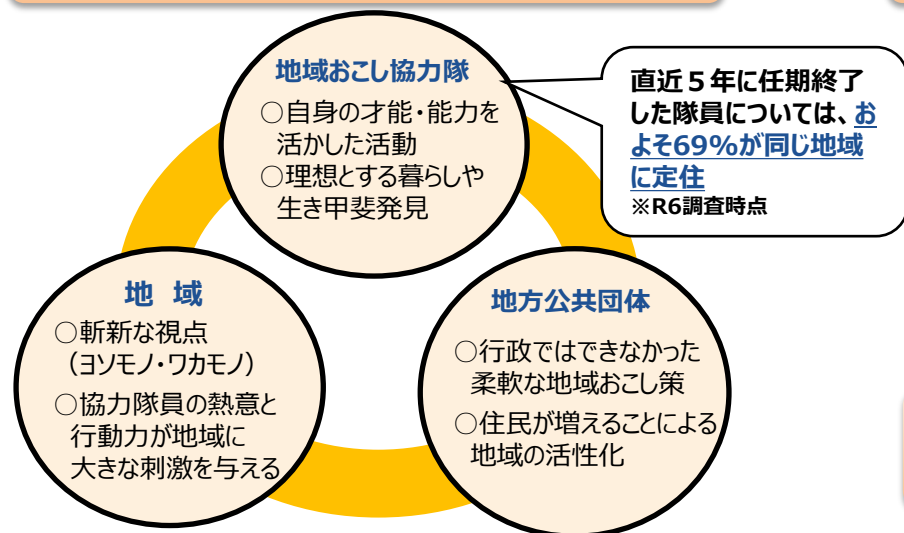 地域おこし協力隊
○自身の才能・能力を
活かした活動
○理想とする暮らしや
生き甲斐発見
直近５年に任期終了
した隊員については、お
よそ69%が同じ地域
に定住
※R6調査時点
地 域
○斬新な視点
（ヨソモノ・ワカモノ）
○協力隊員の熱意と
行動力が地域に
大きな刺激を与える
地方公共団体
○行政ではできなかった
柔軟な地域おこし策
○住民が増えることによる
地域の活性化